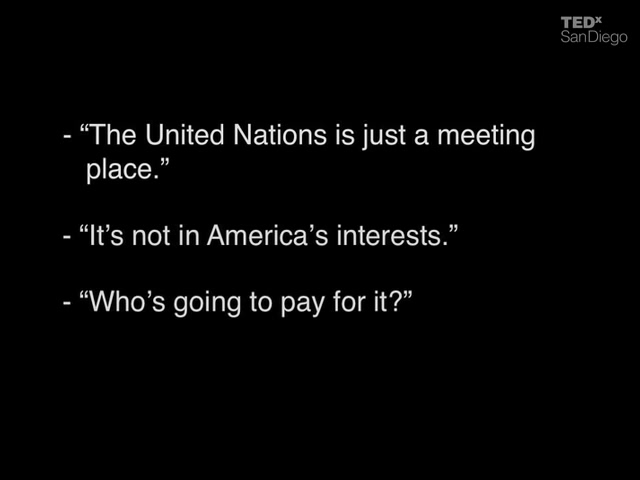 TEDx
SanDiego
- “The United Nations is just a meeting
place.”
- “It’s not in America’s interests.”
- “Who’s going to pay for it?”